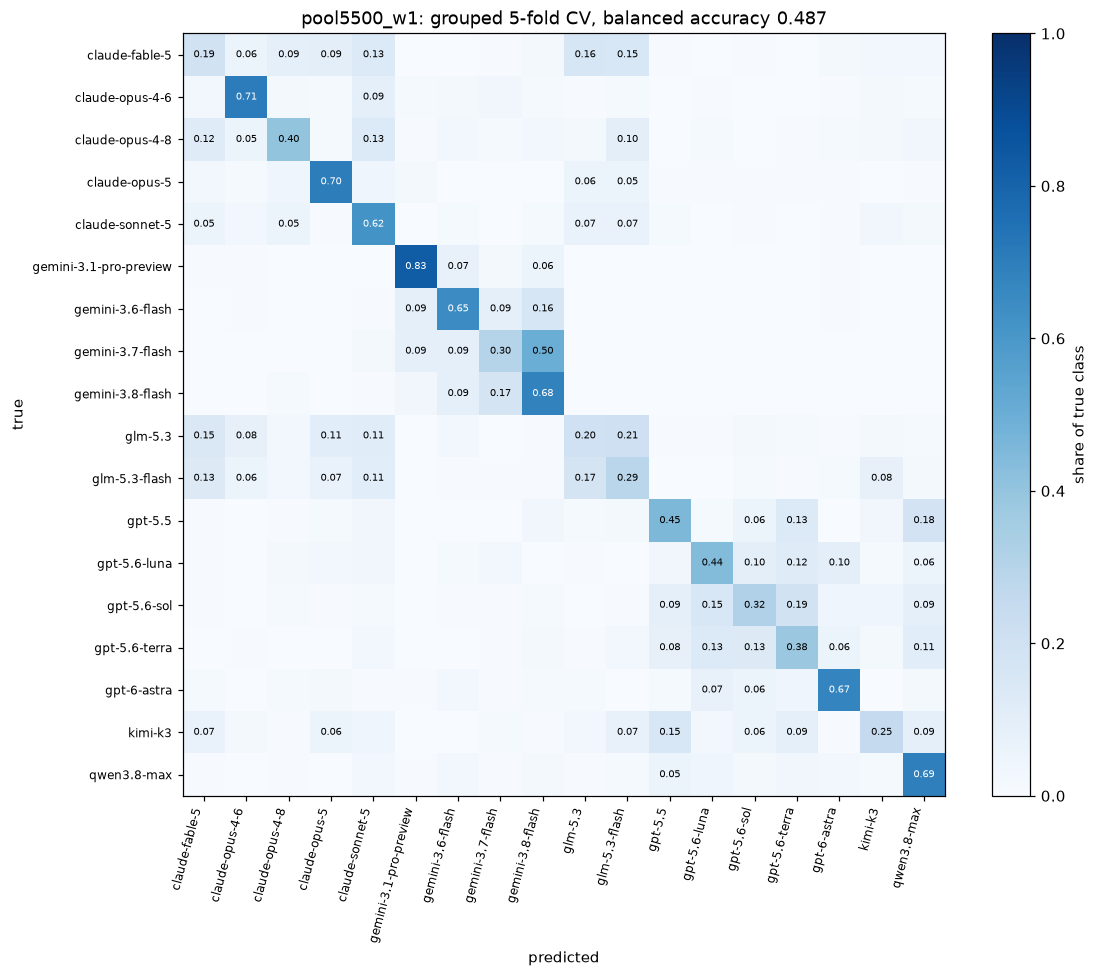 pool5500_w1: grouped 5-fold CV, balanced accuracy 0.487
claude-fable-5 0.19 0.06 0.09 0.09 0.13 0.16 0.15
claude-opus-4-6 0.71 0.09
claude-opus-4-8 0.12 0.05 0.40 0.13 0.10
claude-opus-5 0.70 0.06 0.05
claude-sonnet-5 0.05 0.05 0.62 0.07 0.07
gemini-3.1-pro-preview 0.83 0.07 0.06
gemini-3.6-flash 0.09 0.65 0.09 0.16
gemini-3.7-flash 0.09 0.09 0.30 0.50
gemini-3.8-flash 0.09 0.17 0.68
glm-5.3 0.15 0.08 0.11 0.11 0.20 0.21
glm-5.3-flash 0.13 0.06 0.07 0.11 0.17 0.29 0.08
gpt-5.5 0.45 0.06 0.13 0.18
gpt-5.6-luna 0.44 0.10 0.12 0.10 0.06
gpt-5.6-sol 0.09 0.15 0.32 0.19 0.09
gpt-5.6-terra 0.08 0.13 0.13 0.38 0.06 0.11
gpt-6-astra 0.07 0.06 0.67
kimi-k3 0.07 0.06 0.07 0.15 0.06 0.09 0.25 0.09
qwen3.8-max 0.05 0.69
true
claude-fable-5
claude-opus-4-6
claude-opus-4-8
claude-opus-5
claude-sonnet-5
gemini-3.1-pro-preview
gemini-3.6-flash
gemini-3.7-flash
gemini-3.8-flash
glm-5.3
glm-5.3-flash
gpt-5.5
gpt-5.6-luna
gpt-5.6-sol
gpt-5.6-terra
gpt-6-astra
kimi-k3
qwen3.8-max
predicted
1.0
0.8
0.6
0.4
0.2
0.0
share of true class